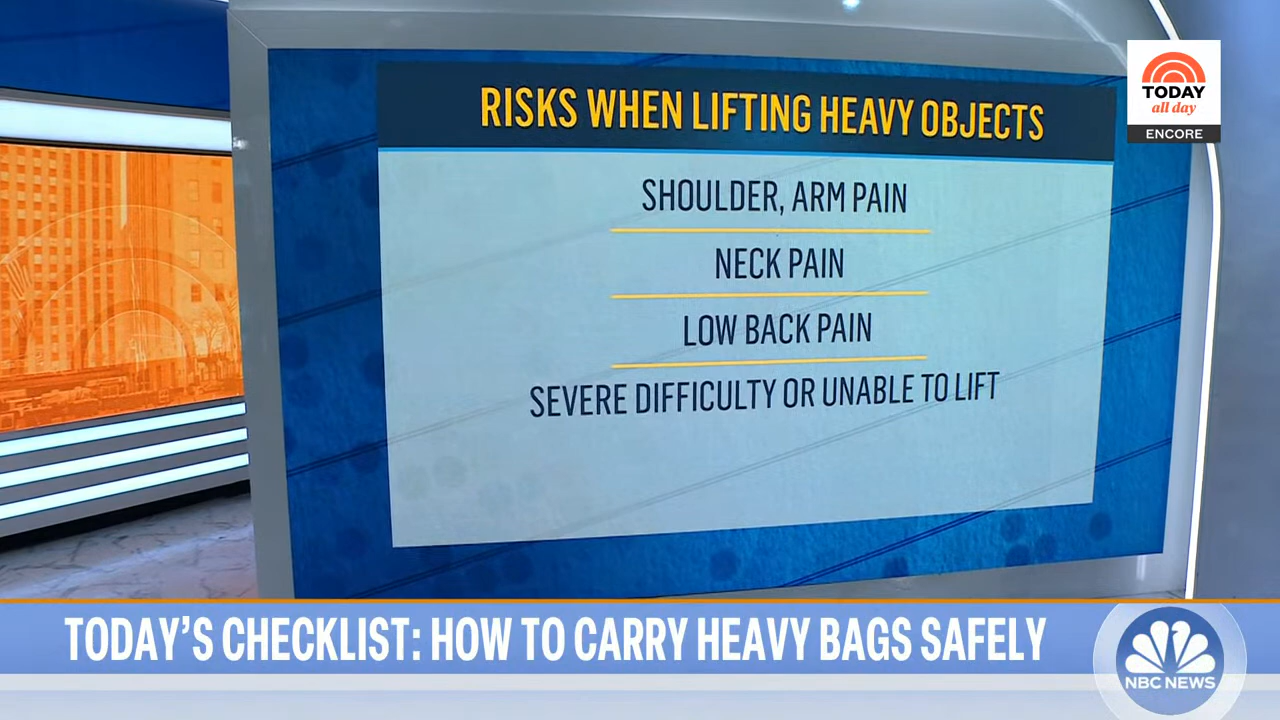 TODAY
all day
ENCORE
RISKS WHEN LIFTING HEAVY OBJECTS
SHOULDER, ARM PAIN
NECK PAIN
LOW BACK PAIN
SEVERE DIFFICULTY OR UNABLE TO LIFT
TODAY'S CHECKLIST: HOW TO CARRY HEAVY BAGS SAFELY
NBC NEWS